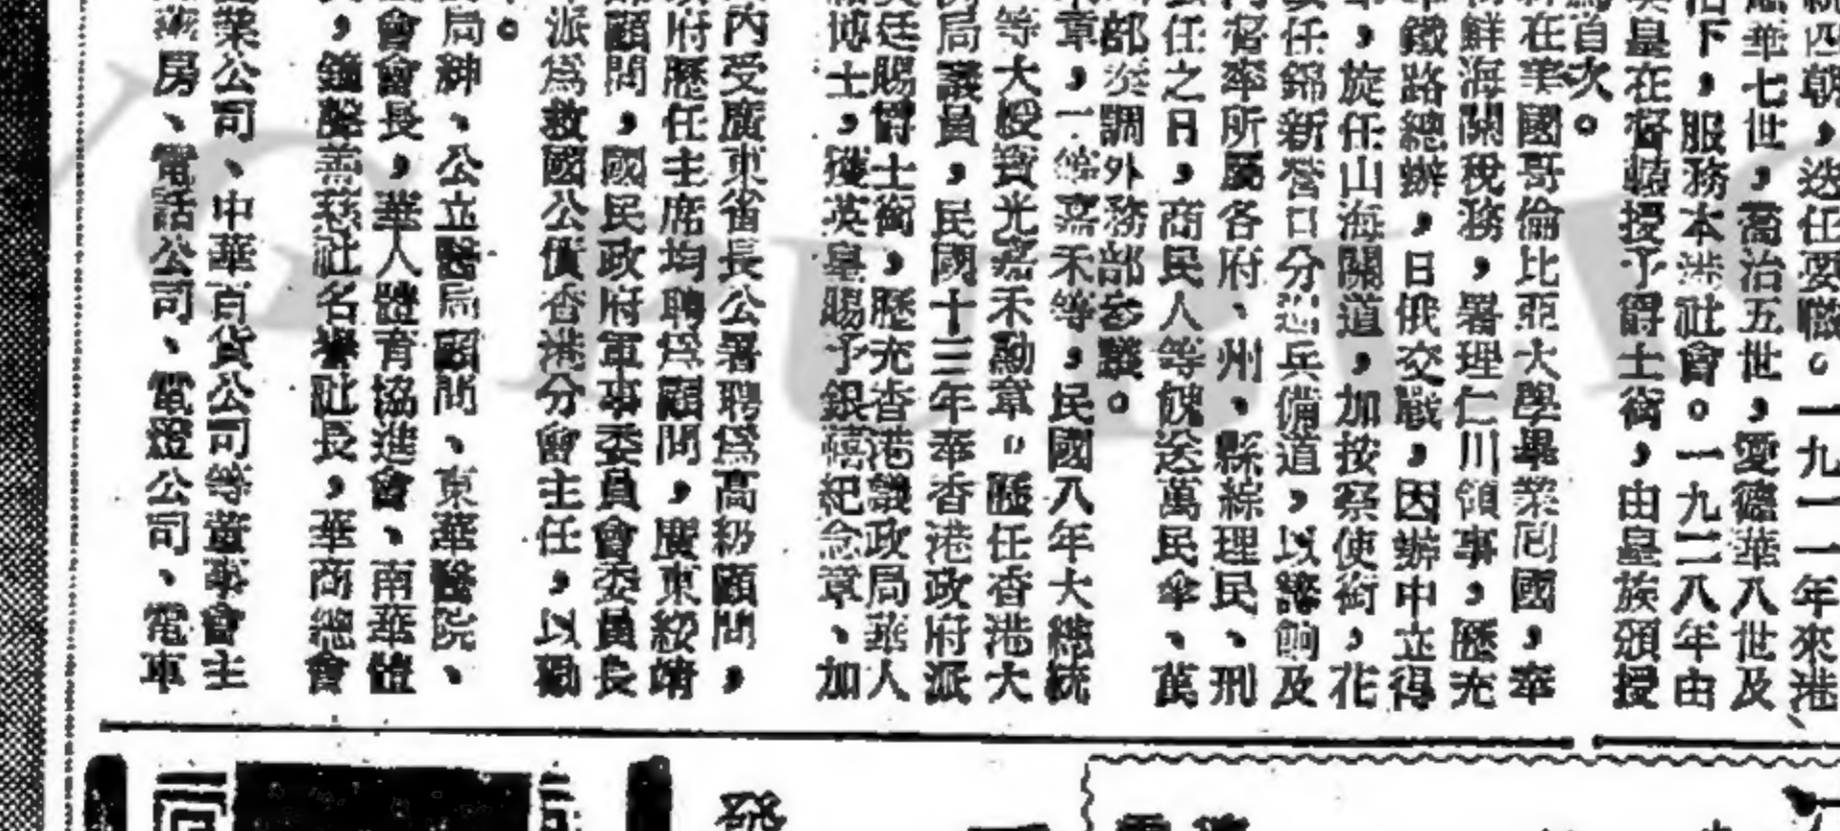 四朝，迭任要職。一九一一年來港
華七世，喬治五世，愛德華八世及
治下，服務本港社會。一九二八年由
英皇在督轅授予爵士銜，由皇族頒授
爲首次。
在美國哥倫比亞大學畢業回國，奉
鮮海關稅務，署理仁川領事，歷充
鐵路總辦，日俄交戰，因辦中立得
，旋任山海關道，加按察使銜，花
任錦新營口分巡兵備道，以籌餉及
督率所屬各府、州、縣綜理民、刑
任之日，商民人等餽送萬民傘、萬
部咨調外務部參議。
章，一等嘉禾等，民國八年大總統
等大綬寶光嘉禾勳章。歷任香港大
局議員，民國十三年奉香港政府派
廷賜爵士銜，歷充香港議政局華人
博士，獲英皇賜予銀禧紀念章、加
內受廣東省長公署聘爲高級顧問，
府歷任主席均聘爲顧問，廣東綏靖
顧問，國民政府軍事委員會委員長
派爲救國公債香港分會主任，以勸
。
局紳、公立醫局顧問、東華醫院、
會會長，華人體育協進會、南華體
，鐘聲慈善社名譽社長，華商總會
業公司、中華百貨公司等董事會主
藥房、電話公司、電燈公司、電車
發